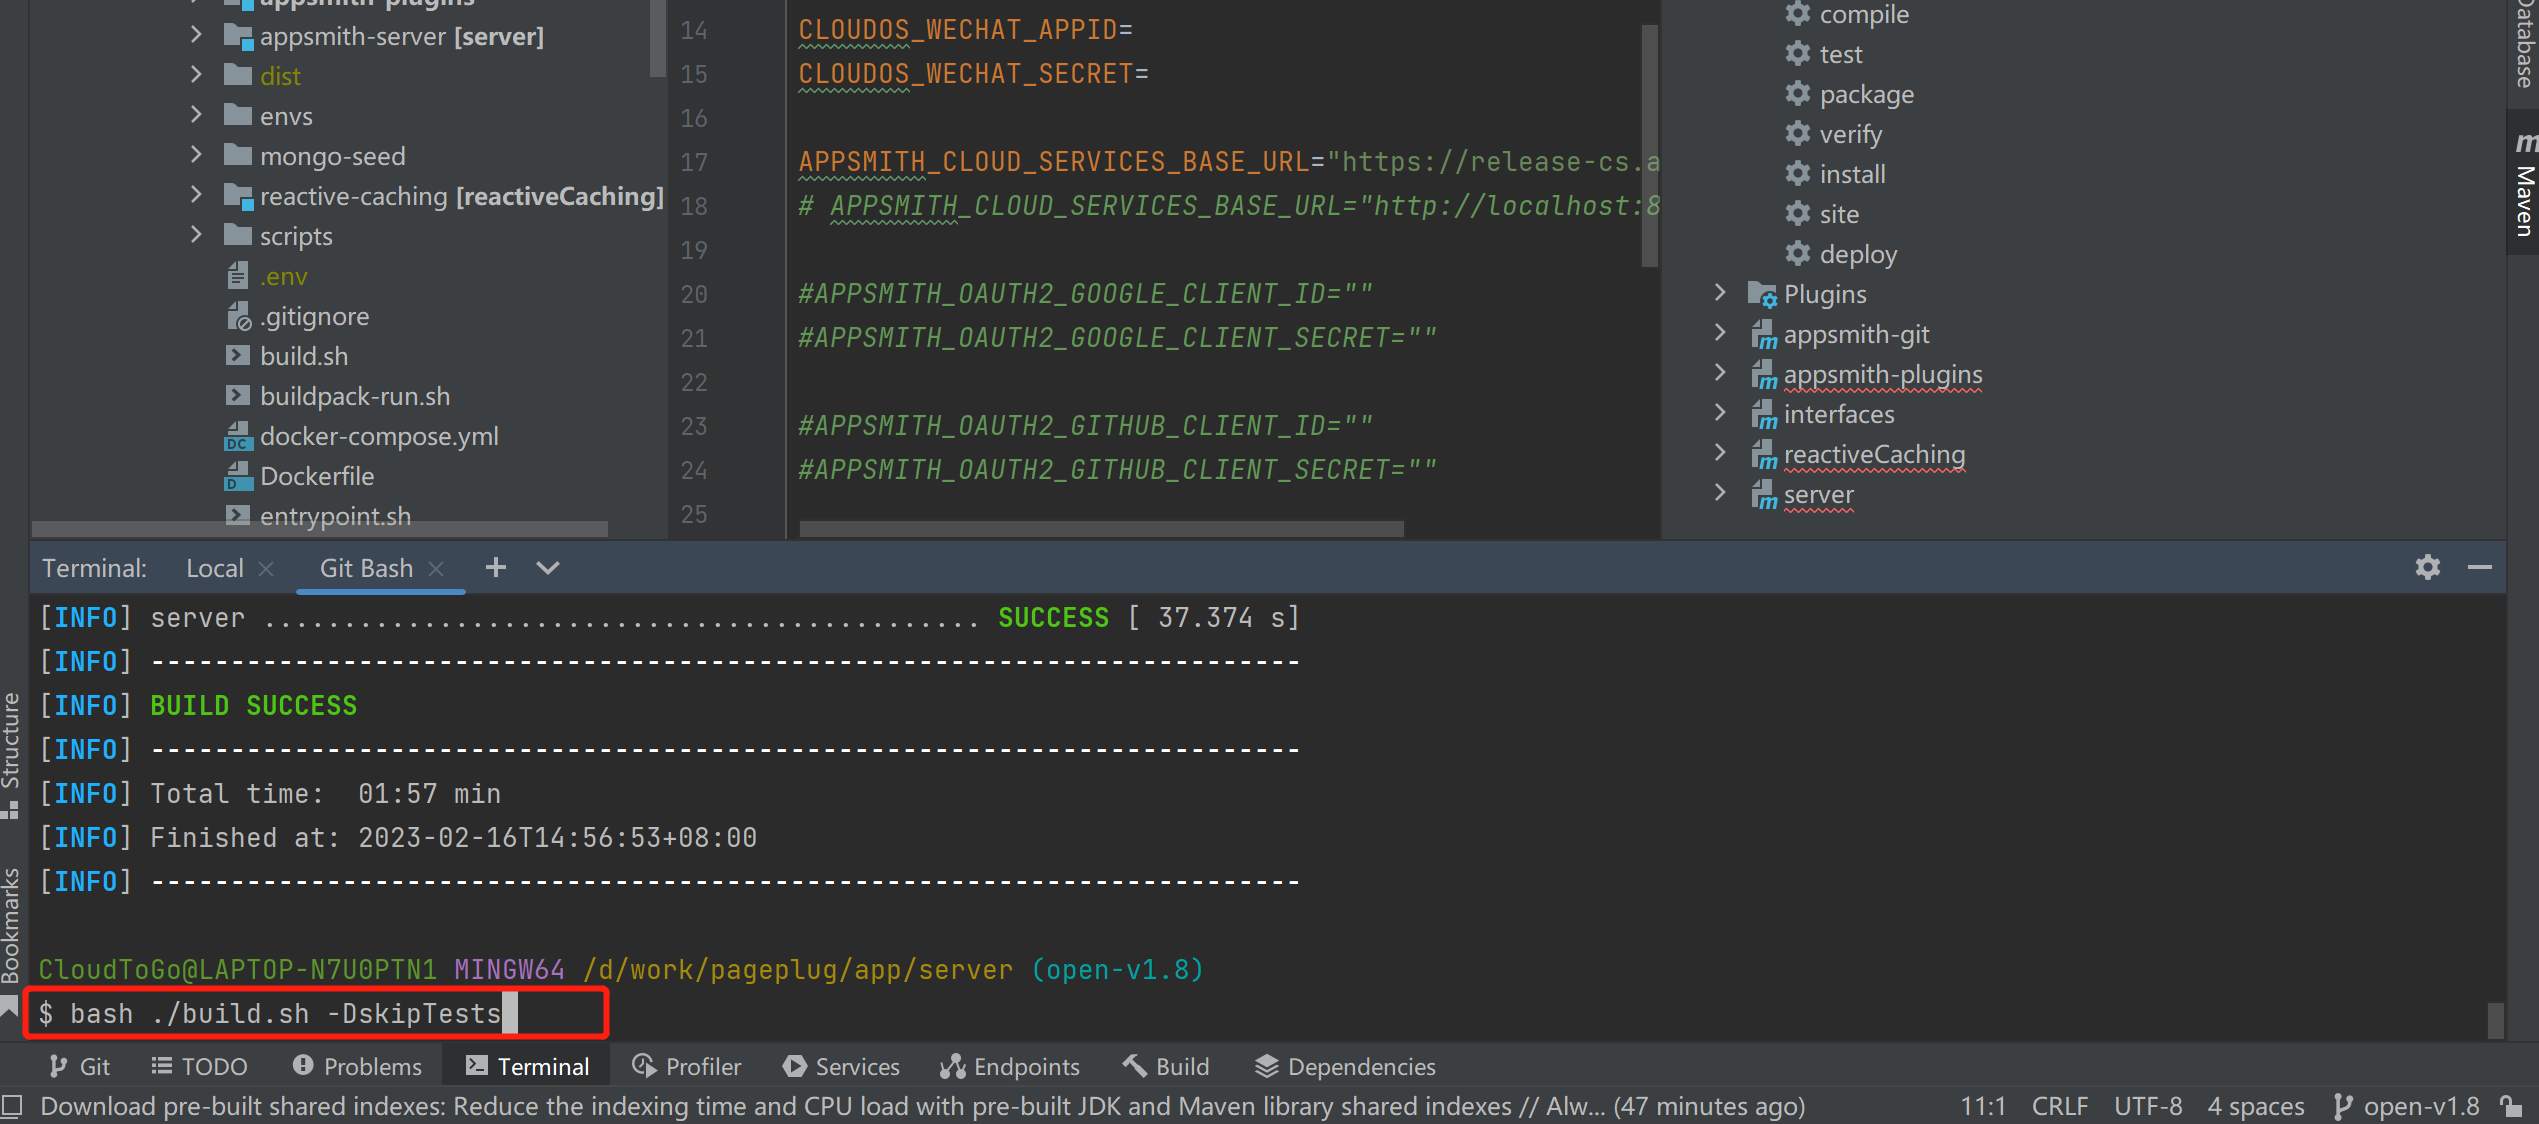 appsmith-plugins
appsmith-server [server]
dist
envs
mongo-seed
reactive-caching [reactiveCaching]
scripts
.env
.gitignore
build.sh
buildpack-run.sh
docker-compose.yml
Dockerfile
entrypoint.sh
14 CLOUDOS_WECHAT_APPID=
15 CLOUDOS_WECHAT_SECRET=
16
17 APPSMITH_CLOUD_SERVICES_BASE_URL="https://release-cs.a
18 # APPSMITH_CLOUD_SERVICES_BASE_URL="http://localhost:8
19
20 #APPSMITH_OAUTH2_GOOGLE_CLIENT_ID=""
21 #APPSMITH_OAUTH2_GOOGLE_CLIENT_SECRET=""
22
23 #APPSMITH_OAUTH2_GITHUB_CLIENT_ID=""
24 #APPSMITH_OAUTH2_GITHUB_CLIENT_SECRET=""
25
compile
test
package
verify
install
site
deploy
Plugins
appsmith-git
appsmith-plugins
interfaces
reactiveCaching
server
Database
m Maven
Terminal: Local Git Bash
[INFO] server ............................................. SUCCESS [ 37.374 s]
[INFO] ------------------------------------------------------------------------
[INFO] BUILD SUCCESS
[INFO] ------------------------------------------------------------------------
[INFO] Total time:  01:57 min
[INFO] Finished at: 2023-02-16T14:56:53+08:00
[INFO] ------------------------------------------------------------------------
CloudToGo@LAPTOP-N7U0PTN1 MINGW64 /d/work/pageplug/app/server (open-v1.8)
$ bash ./build.sh -DskipTests
Structure
Bookmarks
Git TODO Problems Terminal Profiler Services Endpoints Build Dependencies
Download pre-built shared indexes: Reduce the indexing time and CPU load with pre-built JDK and Maven library shared indexes // Alw... (47 minutes ago) 11:1 CRLF UTF-8 4 spaces open-v1.8